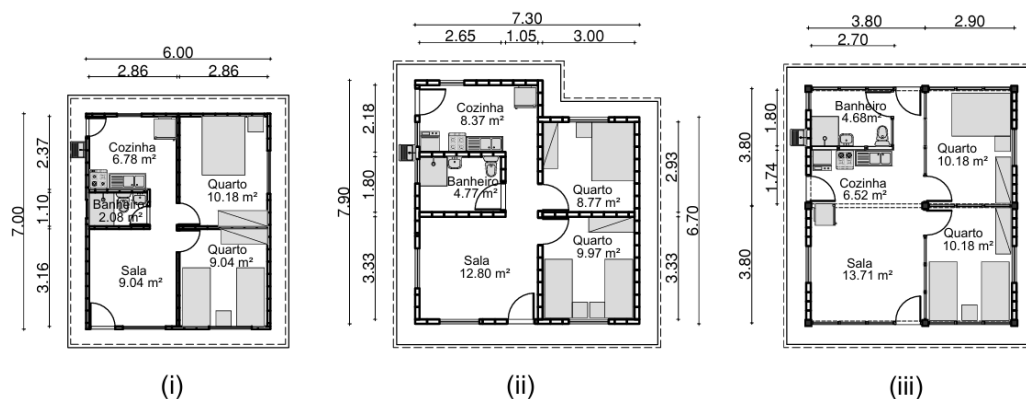 6.00
2.86
2.86
7.00
2.37
1.10
3.16
Cozinha
6.78 m²
Quarto
10.18 m²
Banheiro
2.08 m²
Sala
9.04 m²
Quarto
9.04 m²
(i)
7.30
2.65
1.05
3.00
7.90
2.18
1.80
3.33
2.93
3.33
6.70
Cozinha
8.37 m²
Banheiro
4.77 m²
Quarto
8.77 m²
Sala
12.80 m²
Quarto
9.97 m²
(ii)
3.80
2.90
2.70
3.80
3.80
1.80
1.74
Banheiro
4.68m²
Quarto
10.18 m²
Cozinha
6.52 m²
Quarto
10.18 m²
Sala
13.71 m²
(iii)